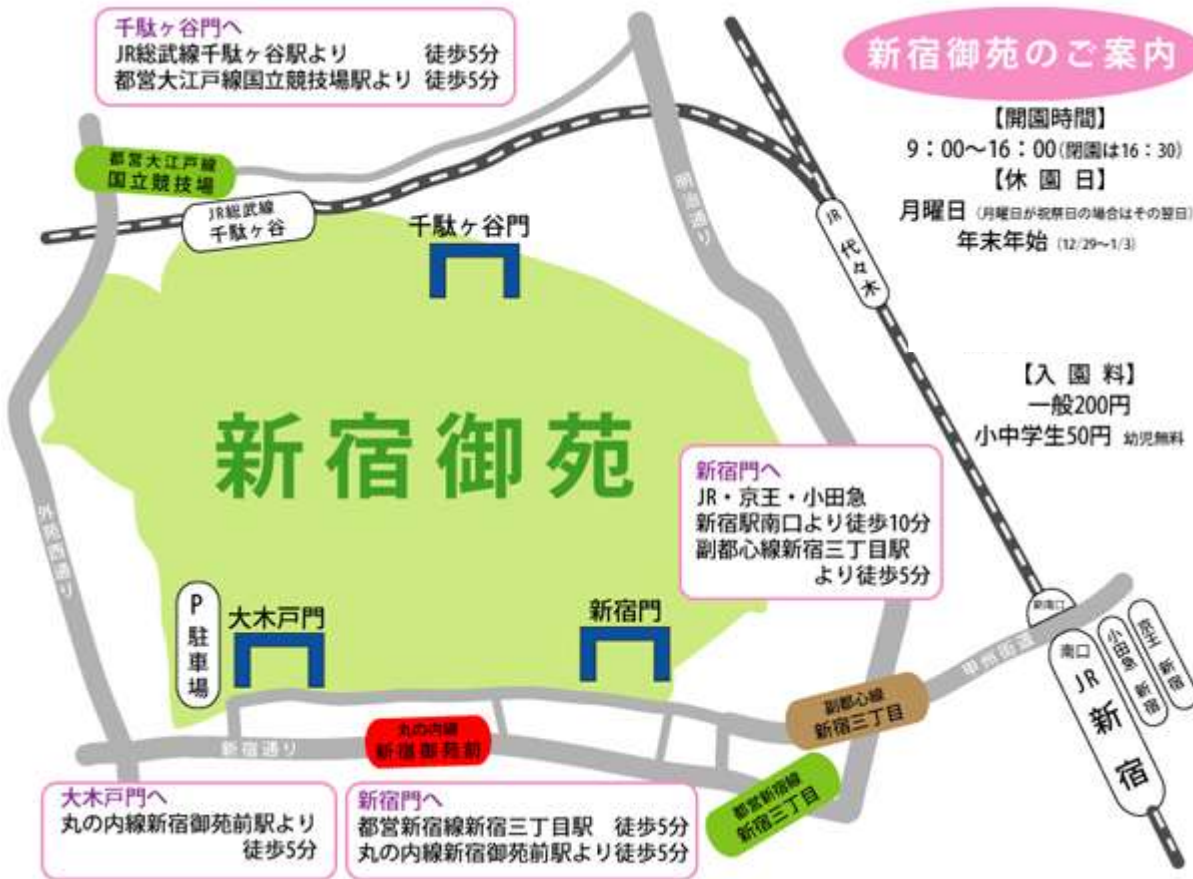 千駄ヶ谷門へ
JR総武線千駄ヶ谷駅より 徒歩5分
都営大江戸線国立競技場駅より 徒歩5分
新宿御苑のご案内
【開園時間】
9：00〜16：00(閉園は16：30)
【休 園 日】
月曜日 (月曜日が祝祭日の場合はその翌日)
年末年始 (12/29〜1/3)
【入 園 料】
一般200円
小中学生50円 幼児無料
都営大江戸線
国立競技場
JR総武線
千駄ヶ谷
千駄ヶ谷門
明治通り
JR 代々木
新宿御苑
外苑西通り
新宿門へ
JR・京王・小田急
新宿駅南口より徒歩10分
副都心線新宿三丁目駅
より徒歩5分
P 駐車場
大木戸門
新宿門
新南口
甲州街道
南口
JR 新宿
小田急 新宿
京王 新宿
副都心線
新宿三丁目
新宿通り
丸の内線
新宿御苑前
都営新宿線
新宿三丁目
大木戸門へ
丸の内線新宿御苑前駅より
徒歩5分
新宿門へ
都営新宿線新宿三丁目駅 徒歩5分
丸の内線新宿御苑前駅より徒歩5分